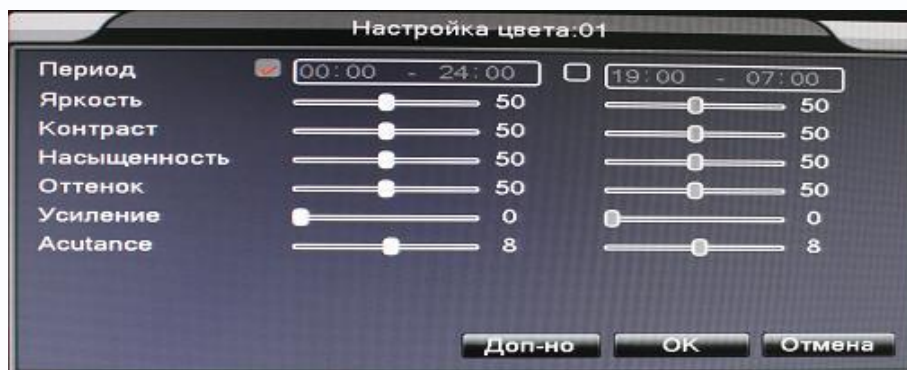 Настройка цвета:01
Период 00:00 - 24:00 19:00 - 07:00
Яркость 50 50
Контраст 50 50
Насыщенность 50 50
Оттенок 50 50
Усиление 0 0
Acutance 8 8
Доп-но OK Отмена